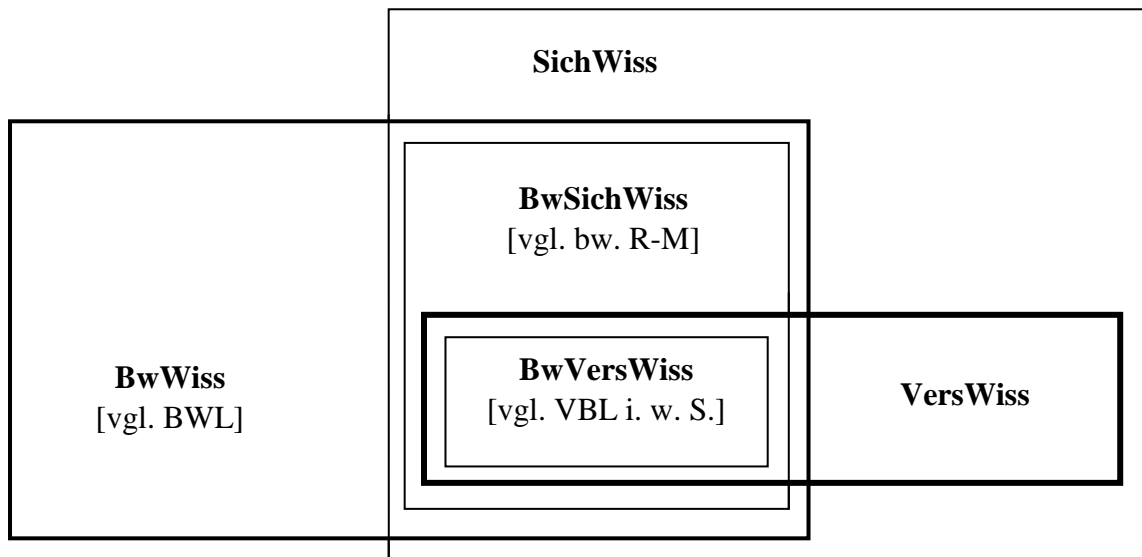 SichWiss
BwSichWiss
[vgl. bw. R-M]
BwWiss
[vgl. BWL]
BwVersWiss
[vgl. VBL i. w. S.]
VersWiss